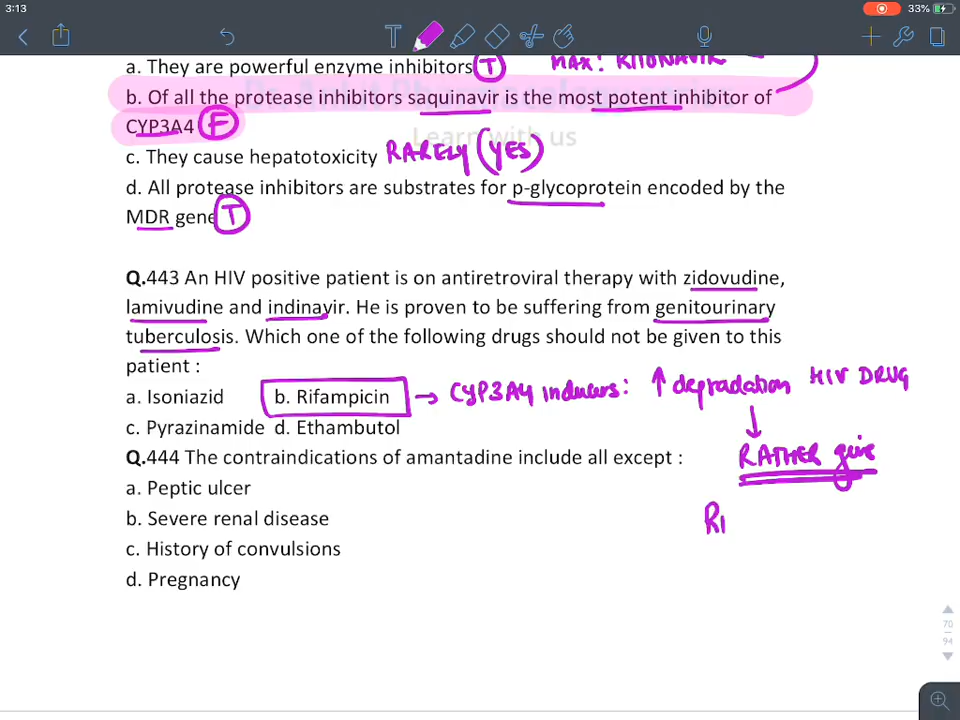 3:13
33%
a. They are powerful enzyme inhibitors T MAX: RITONAVIR
b. Of all the protease inhibitors saquinavir is the most potent inhibitor of
CYP3A4 F
Learn with us
c. They cause hepatotoxicity RARELY (YES)
d. All protease inhibitors are substrates for p-glycoprotein encoded by the
MDR gene T
Q.443 An HIV positive patient is on antiretroviral therapy with zidovudine,
lamivudine and indinavir. He is proven to be suffering from genitourinary
tuberculosis. Which one of the following drugs should not be given to this
patient :
a. Isoniazid b. Rifampicin → CYP3A4 inducers: ↑ degradation HIV DRUG
c. Pyrazinamide d. Ethambutol
RATHER give
Q.444 The contraindications of amantadine include all except :
a. Peptic ulcer
b. Severe renal disease
RI
c. History of convulsions
d. Pregnancy
70
94